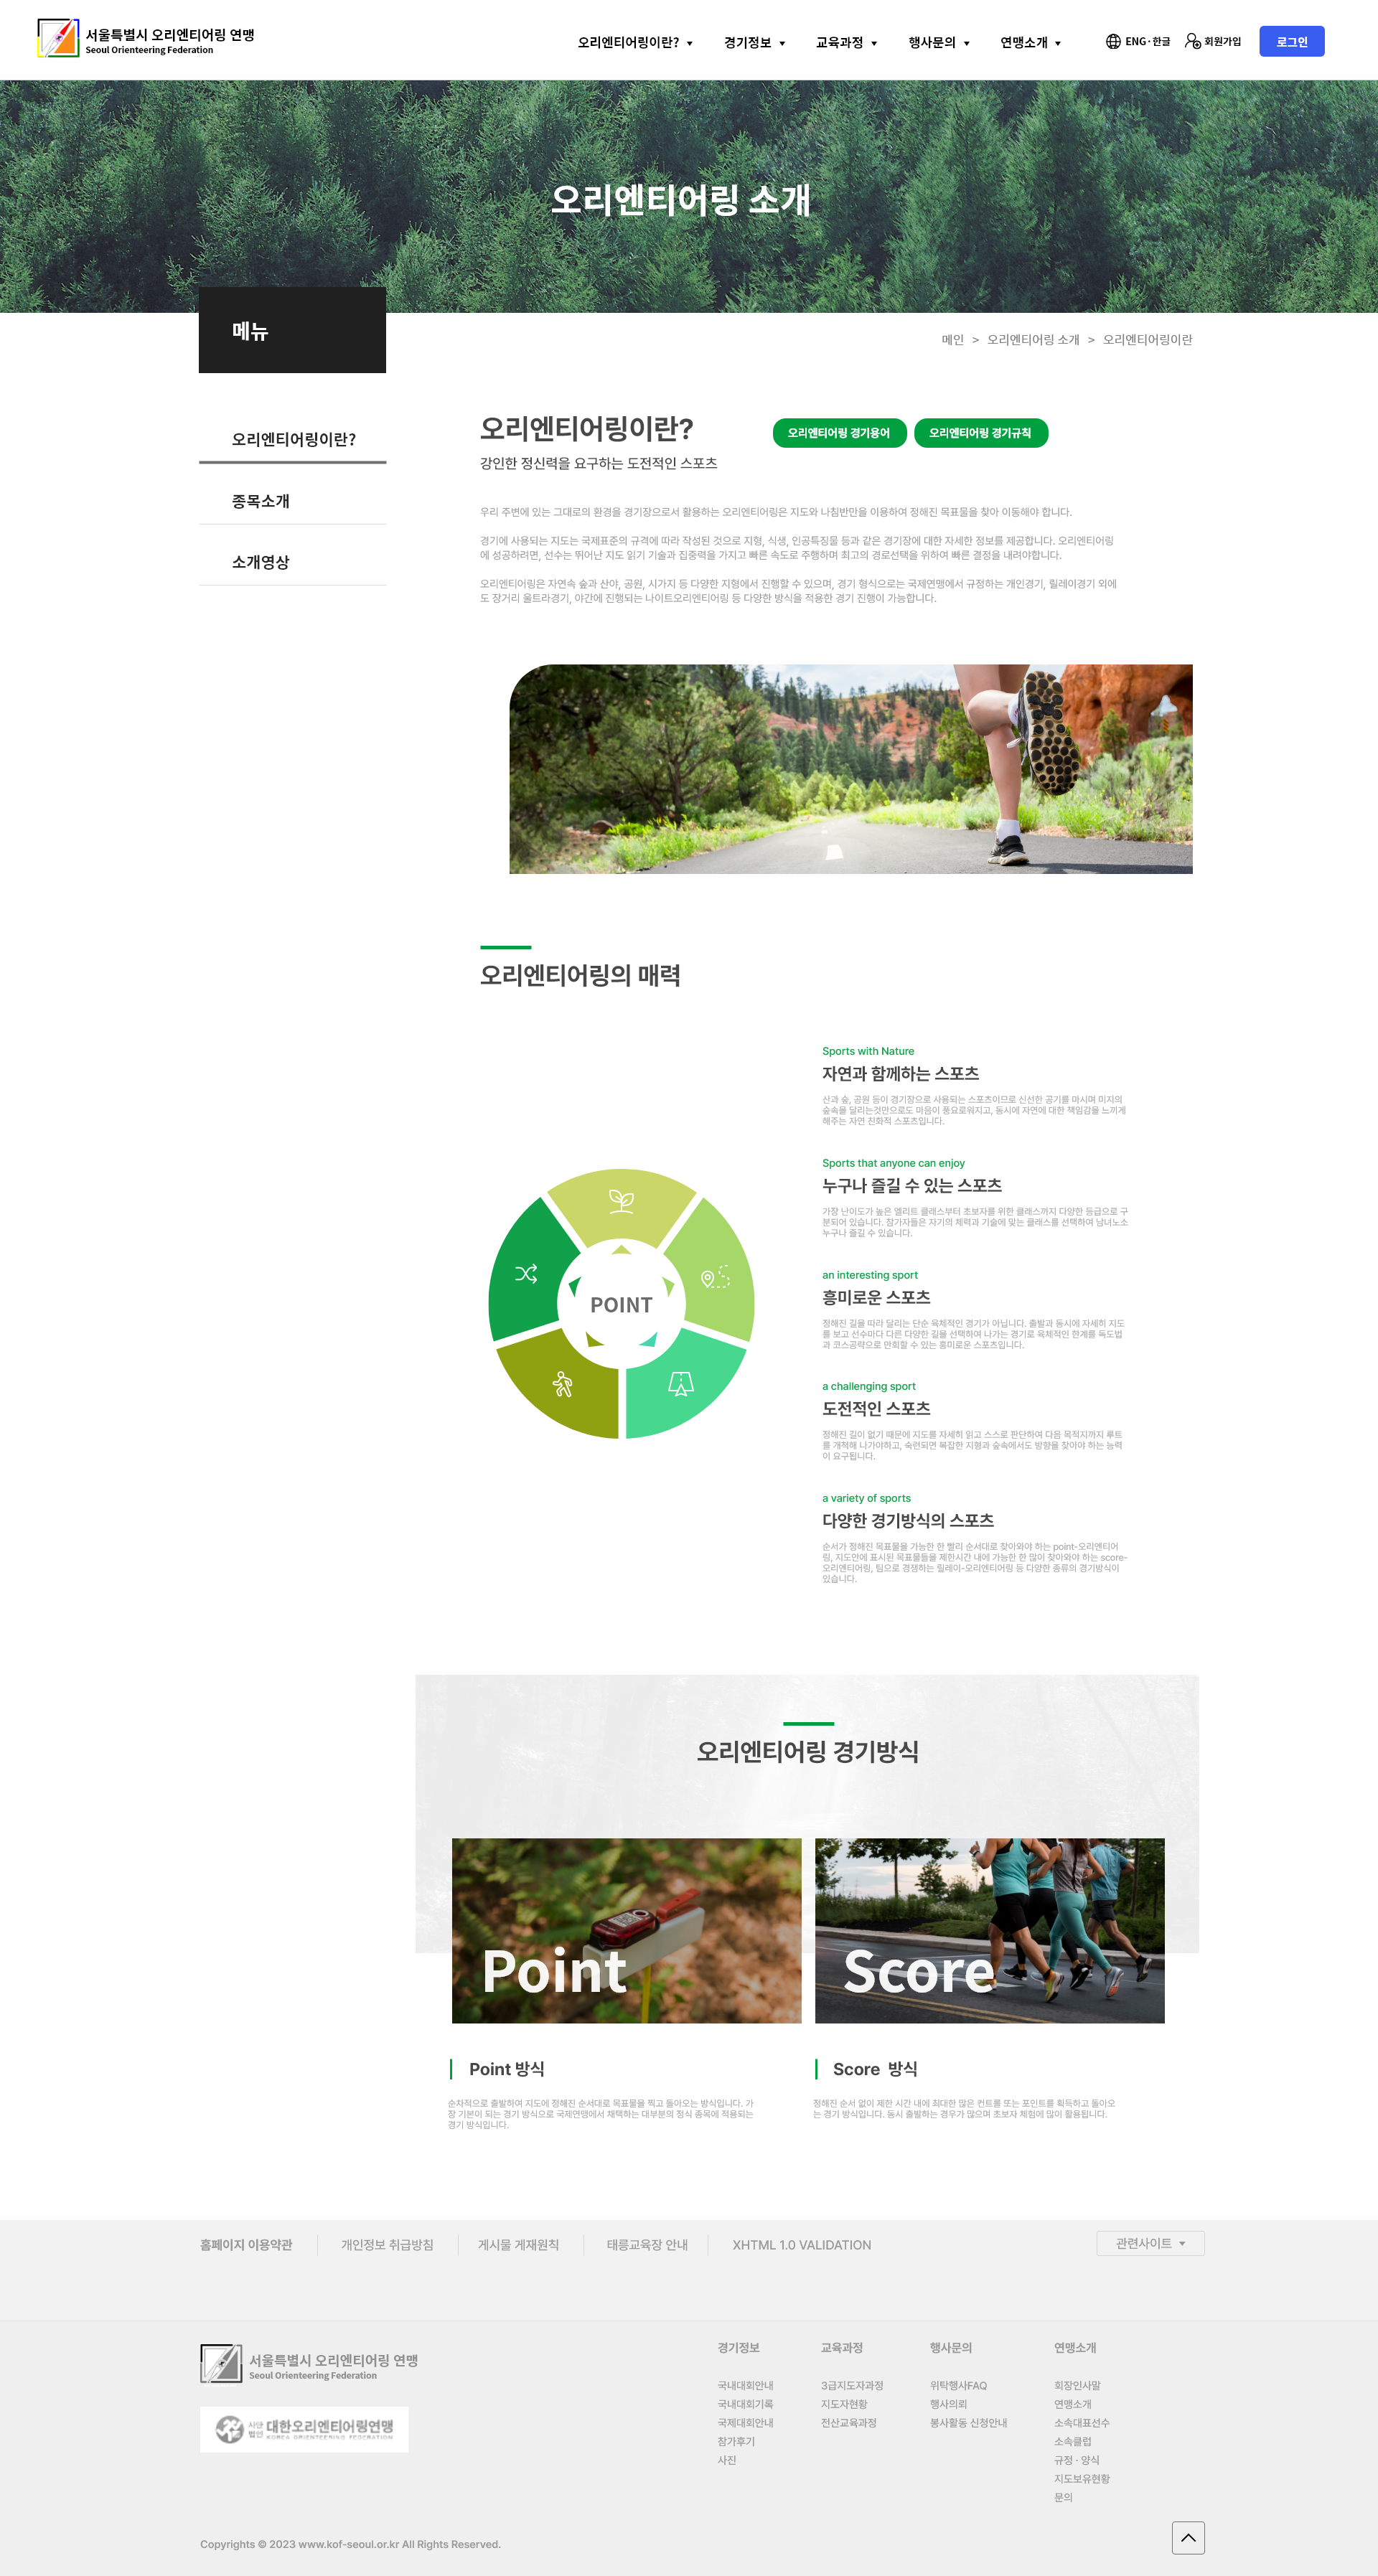 서울특별시 오리엔티어링 연맹
Seoul Orienteering Federation
오리엔티어링이란? ▼ 경기정보 ▼ 교육과정 ▼ 행사문의 ▼ 연맹소개 ▼ ENG·한글 회원가입 로그인
오리엔티어링 소개
메뉴
메인 > 오리엔티어링 소개 > 오리엔티어링이란
오리엔티어링이란?
종목소개
소개영상
오리엔티어링이란?
오리엔티어링 경기용어 오리엔티어링 경기규칙
강인한 정신력을 요구하는 도전적인 스포츠
우리 주변에 있는 그대로의 환경을 경기장으로서 활용하는 오리엔티어링은 지도와 나침반만을 이용하여 정해진 목표물을 찾아 이동해야 합니다.
경기에 사용되는 지도는 국제표준의 규격에 따라 작성된 것으로 지형, 식생, 인공특징물 등과 같은 경기장에 대한 자세한 정보를 제공합니다. 오리엔티어링
에 성공하려면, 선수는 뛰어난 지도 읽기 기술과 집중력을 가지고 빠른 속도로 주행하며 최고의 경로선택을 위하여 빠른 결정을 내려야합니다.
오리엔티어링은 자연속 숲과 산야, 공원, 시가지 등 다양한 지형에서 진행할 수 있으며, 경기 형식으로는 국제연맹에서 규정하는 개인경기, 릴레이경기 외에
도 장거리 울트라경기, 야간에 진행되는 나이트오리엔티어링 등 다양한 방식을 적용한 경기 진행이 가능합니다.
오리엔티어링의 매력
POINT
Sports with Nature
자연과 함께하는 스포츠
산과 숲, 공원 등이 경기장으로 사용되는 스포츠이므로 신선한 공기를 마시며 미지의
숲속을 달리는것만으로도 마음이 풍요로워지고, 동시에 자연에 대한 책임감을 느끼게
해주는 자연 친화적 스포츠입니다.
Sports that anyone can enjoy
누구나 즐길 수 있는 스포츠
가장 난이도가 높은 엘리트 클래스부터 초보자를 위한 클래스까지 다양한 등급으로 구
분되어 있습니다. 참가자들은 자기의 체력과 기술에 맞는 클래스를 선택하여 남녀노소
누구나 즐길 수 있습니다.
an interesting sport
흥미로운 스포츠
정해진 길을 따라 달리는 단순 육체적인 경기가 아닙니다. 출발과 동시에 자세히 지도
를 보고 선수마다 다른 다양한 길을 선택하여 나가는 경기로 육체적인 한계를 독도법
과 코스공략으로 만회할 수 있는 흥미로운 스포츠입니다.
a challenging sport
도전적인 스포츠
정해진 길이 없기 때문에 지도를 자세히 읽고 스스로 판단하여 다음 목적지까지 루트
를 개척해 나가야하고, 숙련되면 복잡한 지형과 숲속에서도 방향을 찾아야 하는 능력
이 요구됩니다.
a variety of sports
다양한 경기방식의 스포츠
순서가 정해진 목표물을 가능한 한 빨리 순서대로 찾아와야 하는 point-오리엔티어
링, 지도안에 표시된 목표물들을 제한시간 내에 가능한 한 많이 찾아와야 하는 score-
오리엔티어링, 팀으로 경쟁하는 릴레이-오리엔티어링 등 다양한 종류의 경기방식이
있습니다.
오리엔티어링 경기방식
Point
Score
Point 방식
순차적으로 출발하여 지도에 정해진 순서대로 목표물을 찍고 돌아오는 방식입니다. 가
장 기본이 되는 경기 방식으로 국제연맹에서 채택하는 대부분의 정식 종목에 적용되는
경기 방식입니다.
Score 방식
정해진 순서 없이 제한 시간 내에 최대한 많은 컨트롤 또는 포인트를 획득하고 돌아오
는 경기 방식입니다. 동시 출발하는 경우가 많으며 초보자 체험에 많이 활용됩니다.
홈페이지 이용약관 개인정보 취급방침 게시물 게재원칙 태릉교육장 안내 XHTML 1.0 VALIDATION 관련사이트 ▼
서울특별시 오리엔티어링 연맹
Seoul Orienteering Federation
사단법인 대한오리엔티어링연맹
KOREA ORIENTEERING FEDERATION
경기정보
국내대회안내
국내대회기록
국제대회안내
참가후기
사진
교육과정
3급지도자과정
지도자현황
전산교육과정
행사문의
위탁행사FAQ
행사의뢰
봉사활동 신청안내
연맹소개
회장인사말
연맹소개
소속대표선수
소속클럽
규정 · 양식
지도보유현황
문의
Copyrights © 2023 www.kof-seoul.or.kr All Rights Reserved.